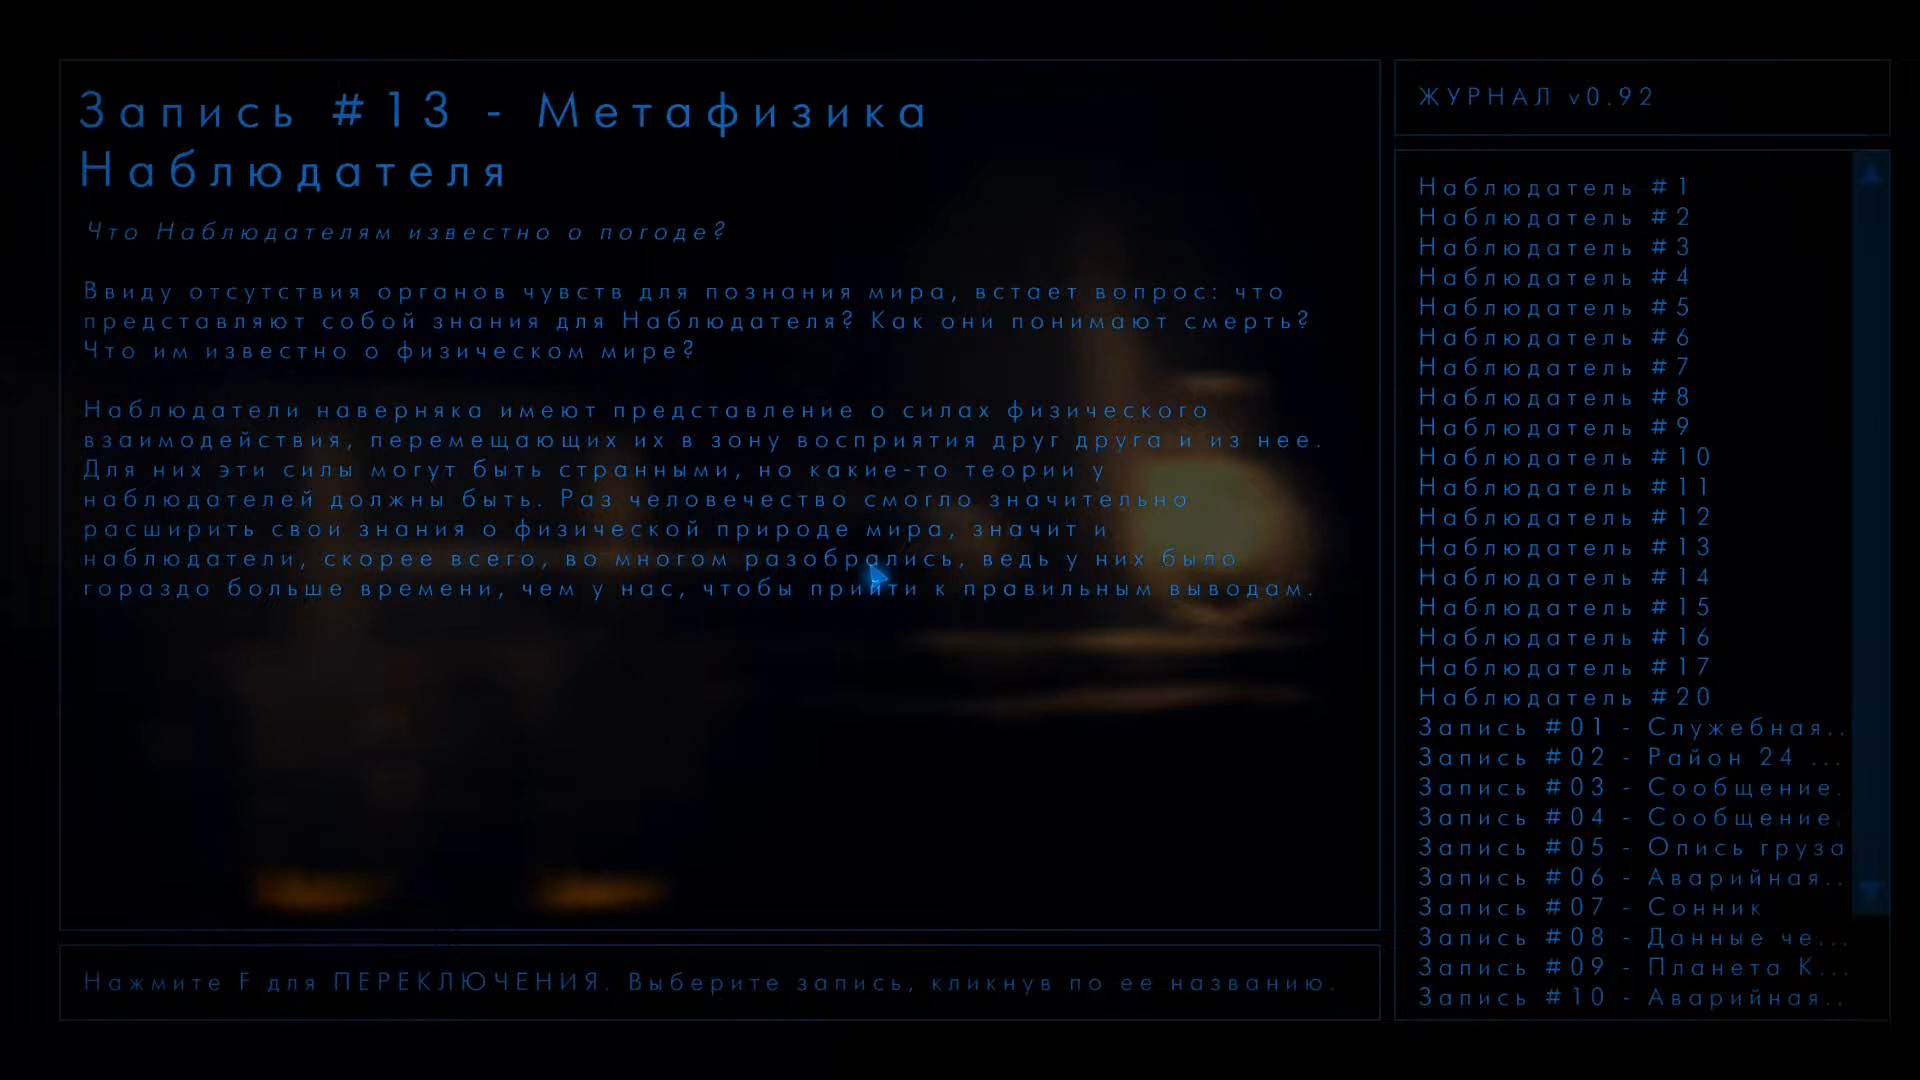 Запись #13 - Метафизика
Наблюдателя
Что Наблюдателям известно о погоде?
Ввиду отсутствия органов чувств для познания мира, встает вопрос: что
представляют собой знания для Наблюдателя? Как они понимают смерть?
Что им известно о физическом мире?
Наблюдатели наверняка имеют представление о силах физического
взаимодействия, перемещающих их в зону восприятия друг друга и из нее.
Для них эти силы могут быть странными, но какие-то теории у
наблюдателей должны быть. Раз человечество смогло значительно
расширить свои знания о физической природе мира, значит и
наблюдатели, скорее всего, во многом разобрались, ведь у них было
гораздо больше времени, чем у нас, чтобы прийти к правильным выводам.
Нажмите F для ПЕРЕКЛЮЧЕНИЯ. Выберите запись, кликнув по ее названию.
ЖУРНАЛ v0.92
Наблюдатель #1
Наблюдатель #2
Наблюдатель #3
Наблюдатель #4
Наблюдатель #5
Наблюдатель #6
Наблюдатель #7
Наблюдатель #8
Наблюдатель #9
Наблюдатель #10
Наблюдатель #11
Наблюдатель #12
Наблюдатель #13
Наблюдатель #14
Наблюдатель #15
Наблюдатель #16
Наблюдатель #17
Наблюдатель #20
Запись #01 - Служебная...
Запись #02 - Район 24 ...
Запись #03 - Сообщение...
Запись #04 - Сообщение...
Запись #05 - Опись груза
Запись #06 - Аварийная...
Запись #07 - Сонник
Запись #08 - Данные че...
Запись #09 - Планета К...
Запись #10 - Аварийная...